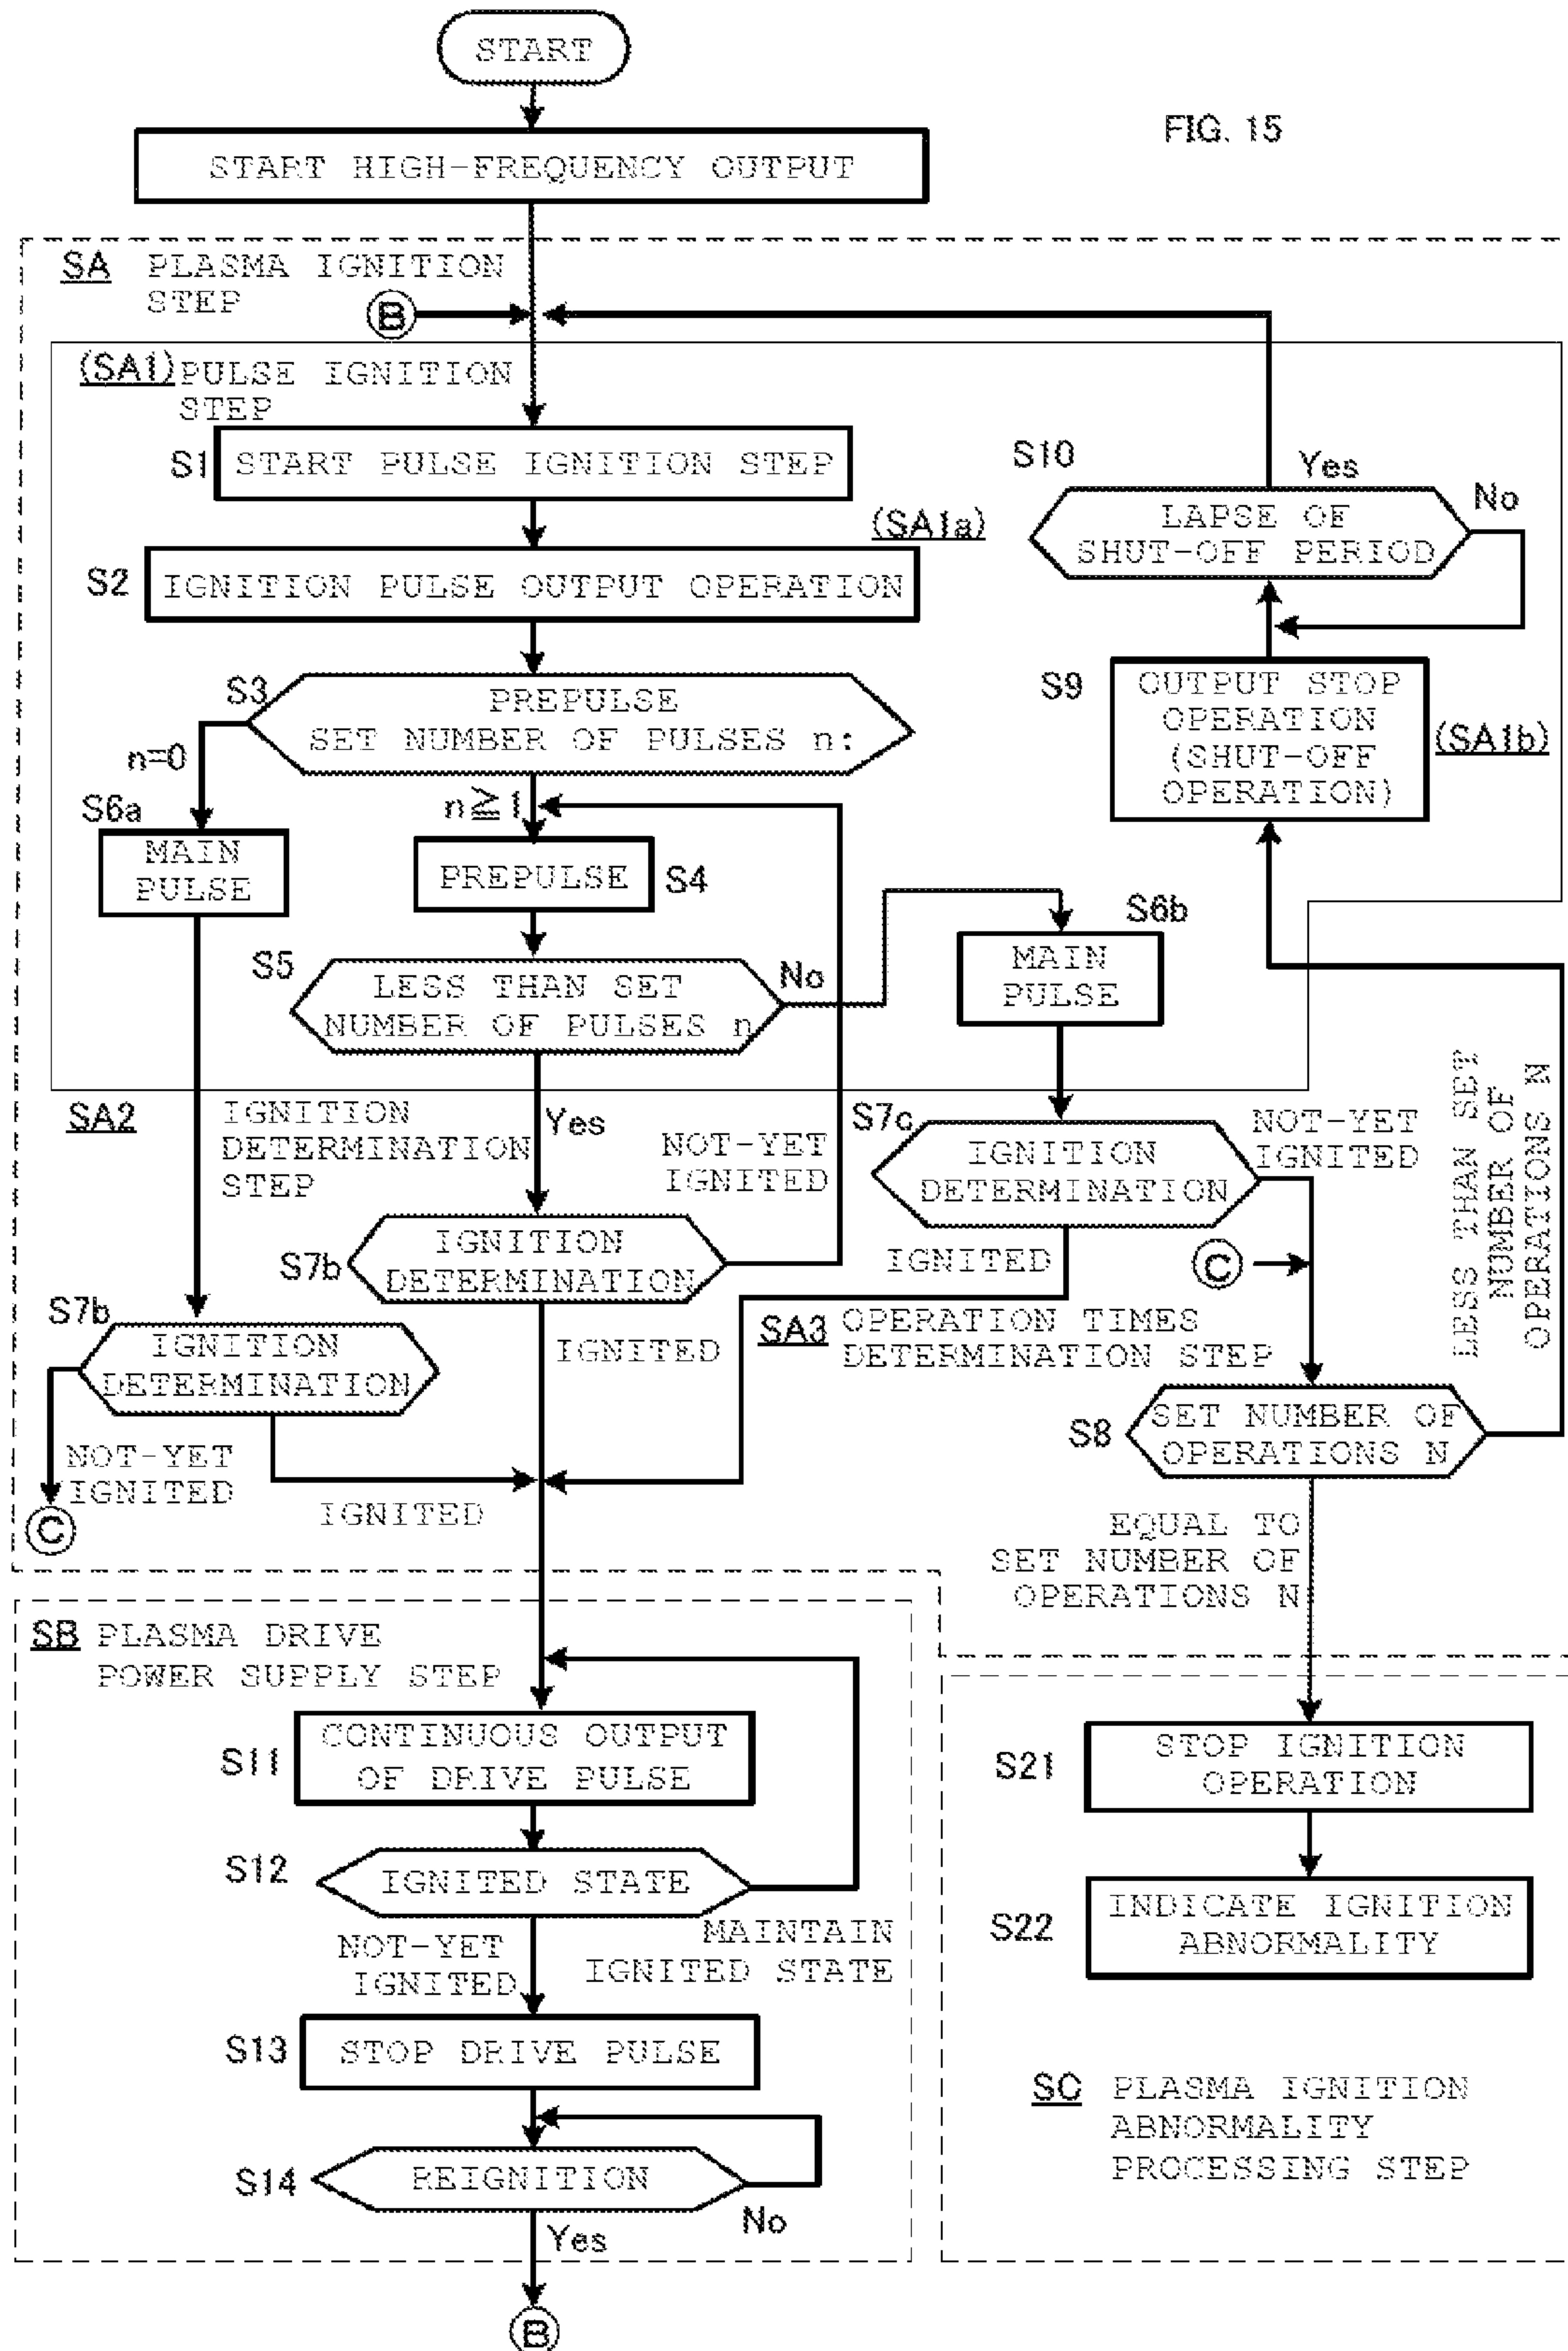 START
FIG. 15
START HIGH-FREQUENCY OUTPUT
SA PLASMA IGNITION
STEP
B
(SA1) PULSE IGNITION
STEP
S1 START PULSE IGNITION STEP
(SA1a)
S2 IGNITION PULSE OUTPUT OPERATION
S10
Yes
No
LAPSE OF
SHUT-OFF PERIOD
S3
PREPULSE
SET NUMBER OF PULSES n:
n=0
n≧1
S9
OUTPUT STOP
OPERATION
(SHUT-OFF
OPERATION)
(SA1b)
S6a
MAIN
PULSE
PREPULSE
S4
S5
LESS THAN SET
NUMBER OF PULSES n
No
S6b
MAIN
PULSE
SA2
IGNITION
DETERMINATION
STEP
Yes
NOT-YET
IGNITED
S7c
IGNITION
DETERMINATION
NOT-YET
IGNITED
LESS THAN SET
NUMBER OF
OPERATIONS N
S7b
IGNITION
DETERMINATION
IGNITED
C
S7b
IGNITION
DETERMINATION
IGNITED
SA3 OPERATION TIMES
DETERMINATION STEP
S8
SET NUMBER OF
OPERATIONS N
NOT-YET
IGNITED
C
IGNITED
EQUAL TO
SET NUMBER OF
OPERATIONS N
SB PLASMA DRIVE
POWER SUPPLY STEP
S11
CONTINUOUS OUTPUT
OF DRIVE PULSE
S12
IGNITED STATE
NOT-YET
IGNITED
MAINTAIN
IGNITED STATE
S13 STOP DRIVE PULSE
S14 REIGNITION
No
Yes
B
S21
STOP IGNITION
OPERATION
S22
INDICATE IGNITION
ABNORMALITY
SC PLASMA IGNITION
ABNORMALITY
PROCESSING STEP